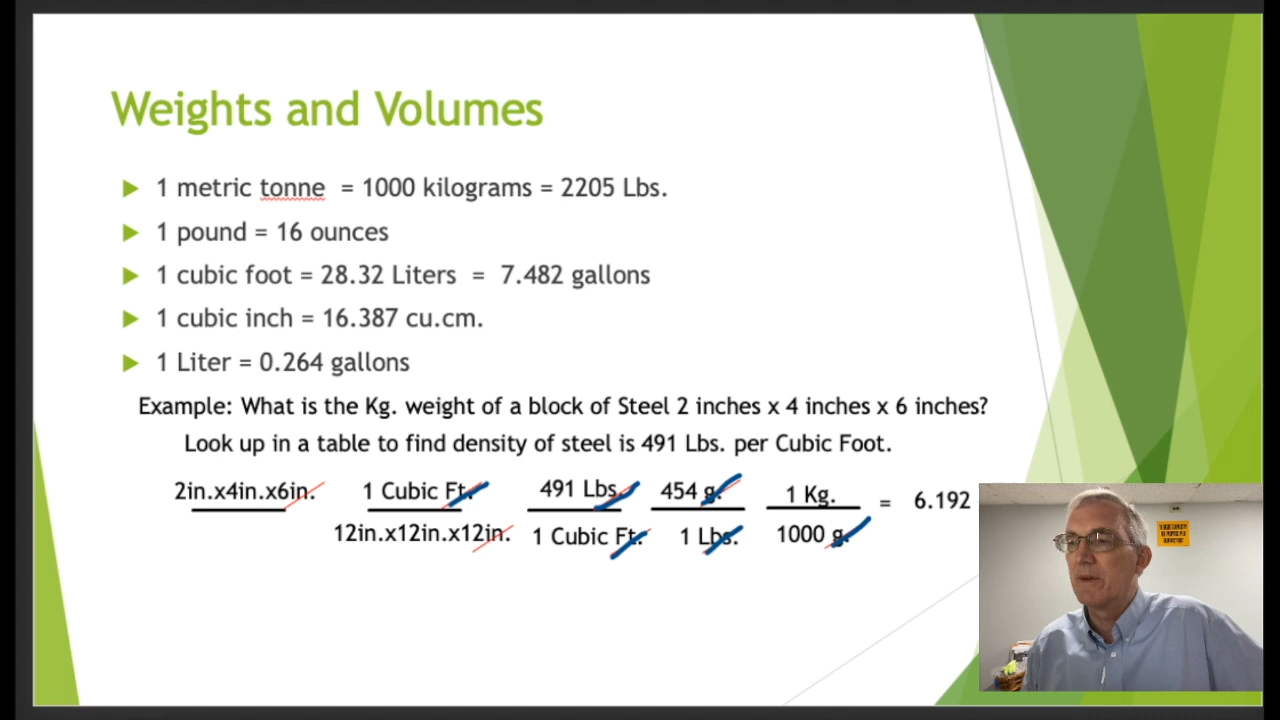 Weights and Volumes
1 metric tonne = 1000 kilograms = 2205 Lbs.
1 pound = 16 ounces
1 cubic foot = 28.32 Liters = 7.482 gallons
1 cubic inch = 16.387 cu.cm.
1 Liter = 0.264 gallons
Example: What is the Kg. weight of a block of Steel 2 inches x 4 inches x 6 inches?
Look up in a table to find density of steel is 491 Lbs. per Cubic Foot.
2in.x4in.x6in. 1 Cubic Ft. 491 Lbs. 454 g. 1 Kg. = 6.192
12in.x12in.x12in. 1 Cubic Ft. 1 Lbs. 1000 g.